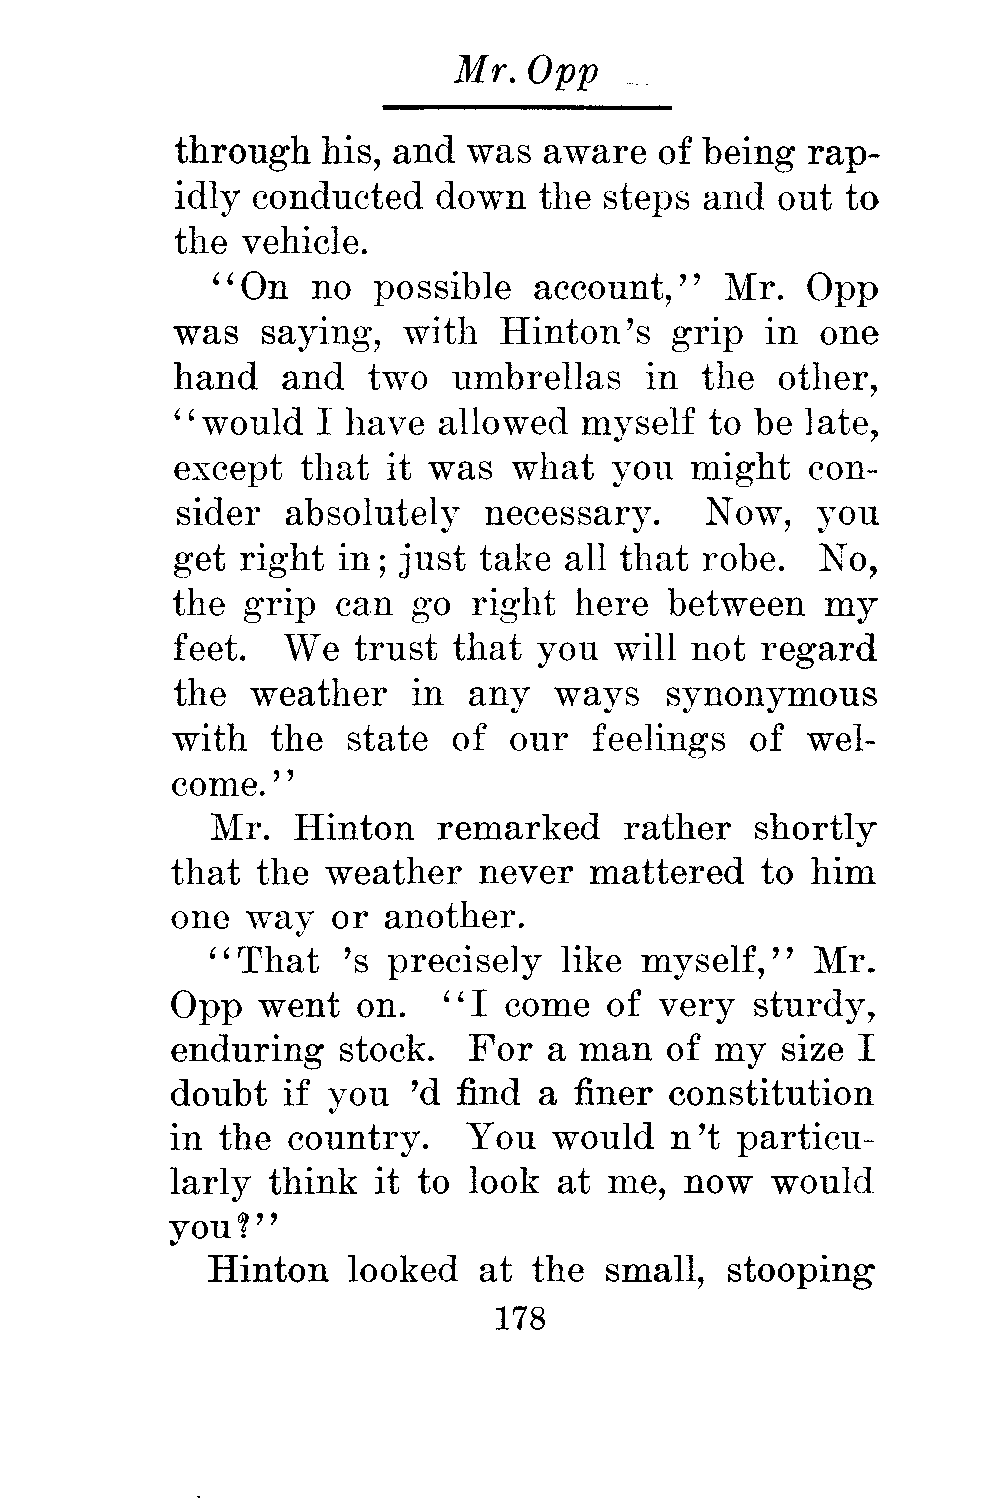 Mr. Opp
through his, and was aware of being rap-
idly conducted down the steps and out to
the vehicle.
"On no possible account," Mr. Opp
was saying, with Hinton's grip in one
hand and two umbrellas in the other,
"would I have allowed myself to be late,
except that it was what you might con-
sider absolutely necessary. Now, you
get right in; just take all that robe. No,
the grip can go right here between my
feet. We trust that you will not regard
the weather in any ways synonymous
with the state of our feelings of wel-
come."
Mr. Hinton remarked rather shortly
that the weather never mattered to him
one way or another.
"That 's precisely like myself," Mr.
Opp went on. "I come of very sturdy,
enduring stock. For a man of my size I
doubt if you 'd find a finer constitution
in the country. You would n't particu-
larly think it to look at me, now would
you?"
Hinton looked at the small, stooping
178